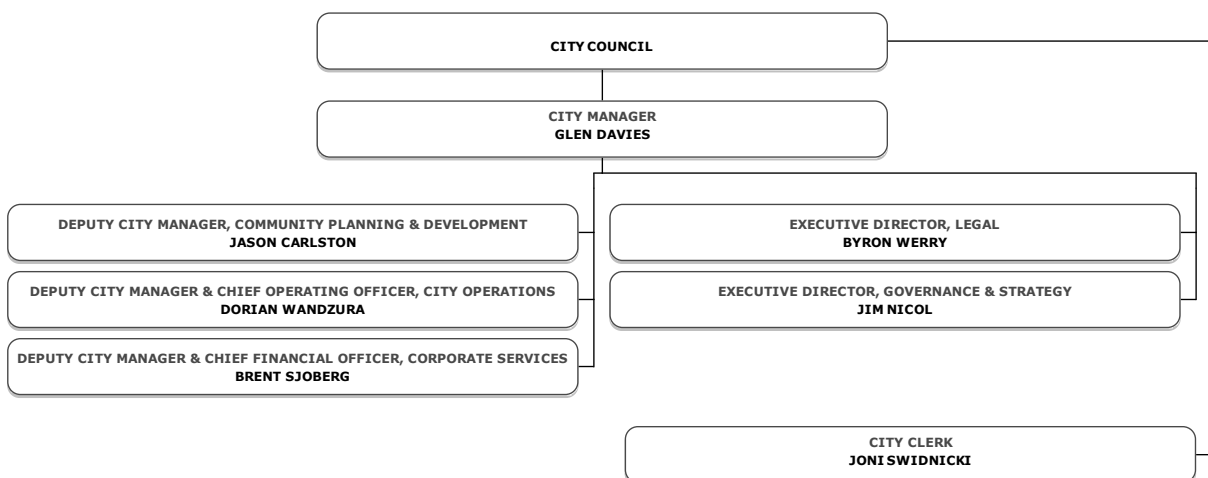 CITY COUNCIL
CITY MANAGER
GLEN DAVIES
DEPUTY CITY MANAGER, COMMUNITY PLANNING & DEVELOPMENT
JASON CARLSTON
EXECUTIVE DIRECTOR, LEGAL
BYRON WERRY
DEPUTY CITY MANAGER & CHIEF OPERATING OFFICER, CITY OPERATIONS
DORIAN WANDZURA
EXECUTIVE DIRECTOR, GOVERNANCE & STRATEGY
JIM NICOL
DEPUTY CITY MANAGER & CHIEF FINANCIAL OFFICER, CORPORATE SERVICES
BRENT SJOBERG
CITY CLERK
JONI SWIDNICKI